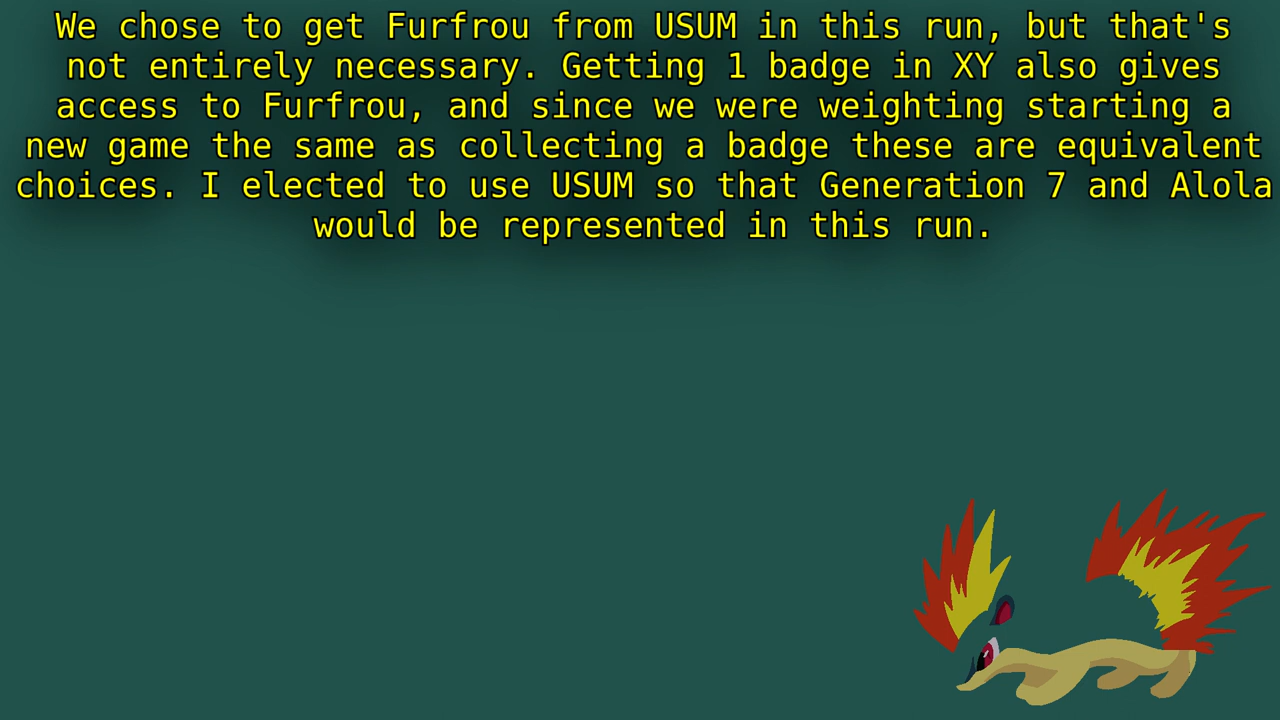 We chose to get Furfrou from USUM in this run, but that's
not entirely necessary. Getting 1 badge in XY also gives
access to Furfrou, and since we were weighting starting a
new game the same as collecting a badge these are equivalent
choices. I elected to use USUM so that Generation 7 and Alola
would be represented in this run.